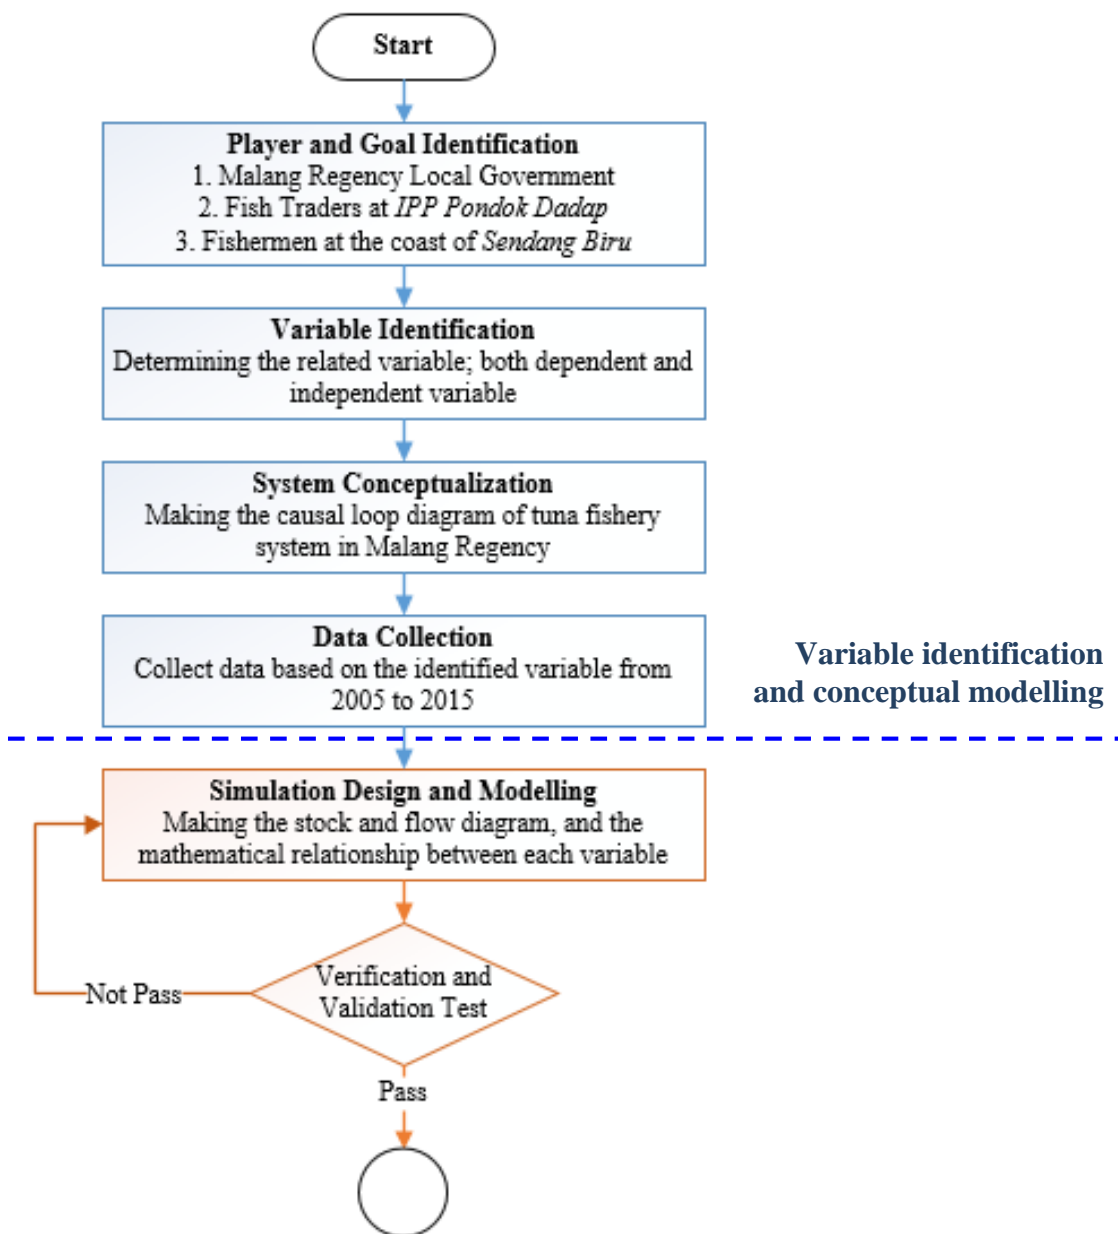 Start
Player and Goal Identification
1. Malang Regency Local Government
2. Fish Traders at IPP Pondok Dadap
3. Fishermen at the coast of Sendang Biru
Variable Identification
Determining the related variable; both dependent and
independent variable
System Conceptualization
Making the causal loop diagram of tuna fishery
system in Malang Regency
Data Collection
Collect data based on the identified variable from
2005 to 2015
Variable identification
and conceptual modelling
Simulation Design and Modelling
Making the stock and flow diagram, and the
mathematical relationship between each variable
Verification and
Validation Test
Not Pass
Pass